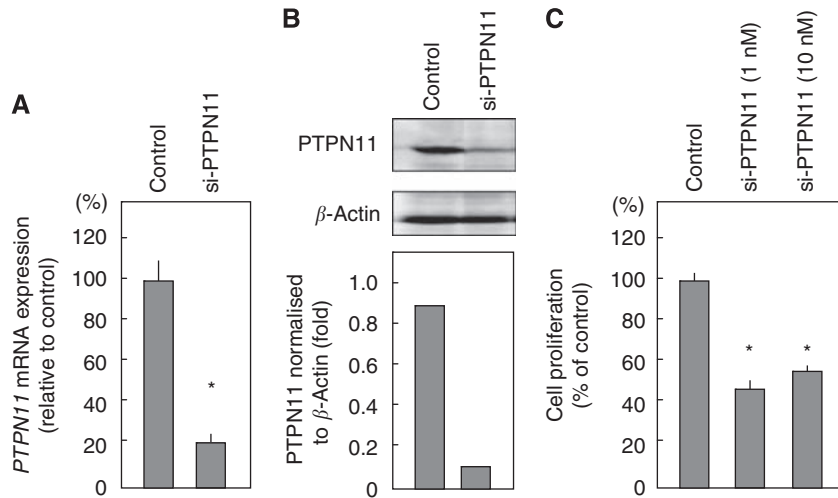 A
Control
si-PTPN11
(%)
120
100
80
60
40
20
0
PTPN11 mRNA expression
(relative to control)
*
B
Control
si-PTPN11
PTPN11
β-Actin
1.0
0.8
0.6
0.4
0.2
0
PTPN11 normalised
to β-Actin (fold)
C
Control
si-PTPN11 (1 nM)
si-PTPN11 (10 nM)
(%)
120
100
80
60
40
20
0
Cell proliferation
(% of control)
*
*